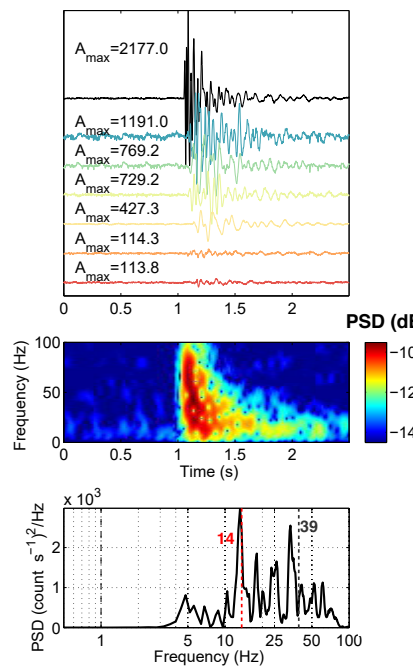 A_max=2177.0
A_max=1191.0
A_max=769.2
A_max=729.2
A_max=427.3
A_max=114.3
A_max=113.8
0 0.5 1 1.5 2
PSD (dB
100
50
0
Frequency (Hz)
0 0.5 1 1.5 2
Time (s)
-10
-12
-14
x 10^3
PSD (count s^-1)^2/Hz
2
1
0
14
39
1 5 10 25 50 100
Frequency (Hz)